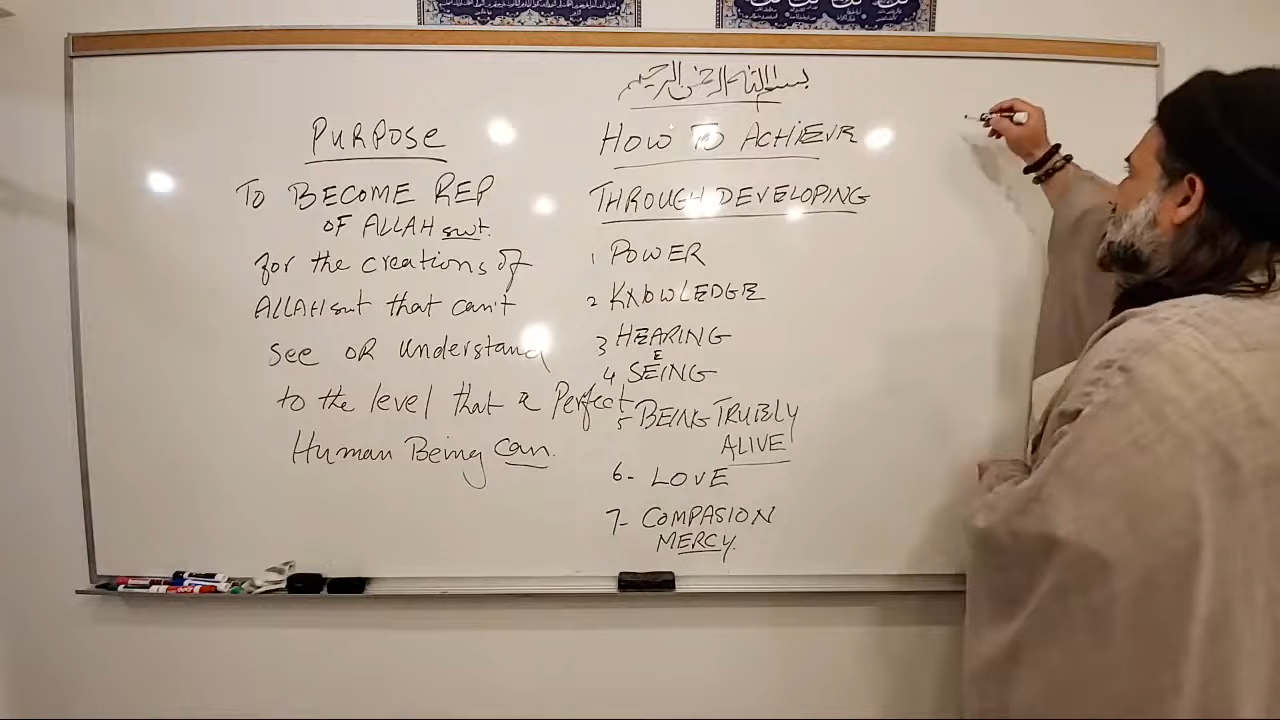 بسم الله الرحمن الرحيم
PURPOSE
TO BECOME REP
OF ALLAH swt.
for the creations of
ALLAH swt that can't
see OR understand
to the level that a Perfect
Human Being can.
HOW TO ACHIEVE
THROUGH DEVELOPING
1 POWER
2 KNOWLEDGE
3 HEARING
E
4 SEING
5 BEING TRUELY
ALIVE
6- LOVE
7- COMPASION
MERCY.